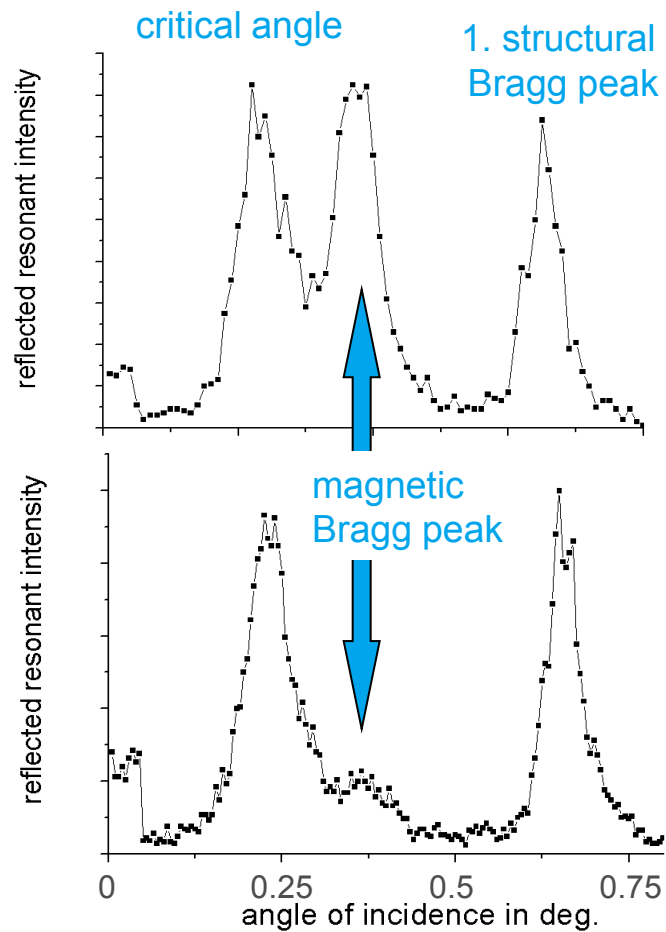 critical angle
1. structural
Bragg peak
reflected resonant intensity
magnetic
Bragg peak
reflected resonant intensity
0
0.25
0.5
0.75
angle of incidence in deg.